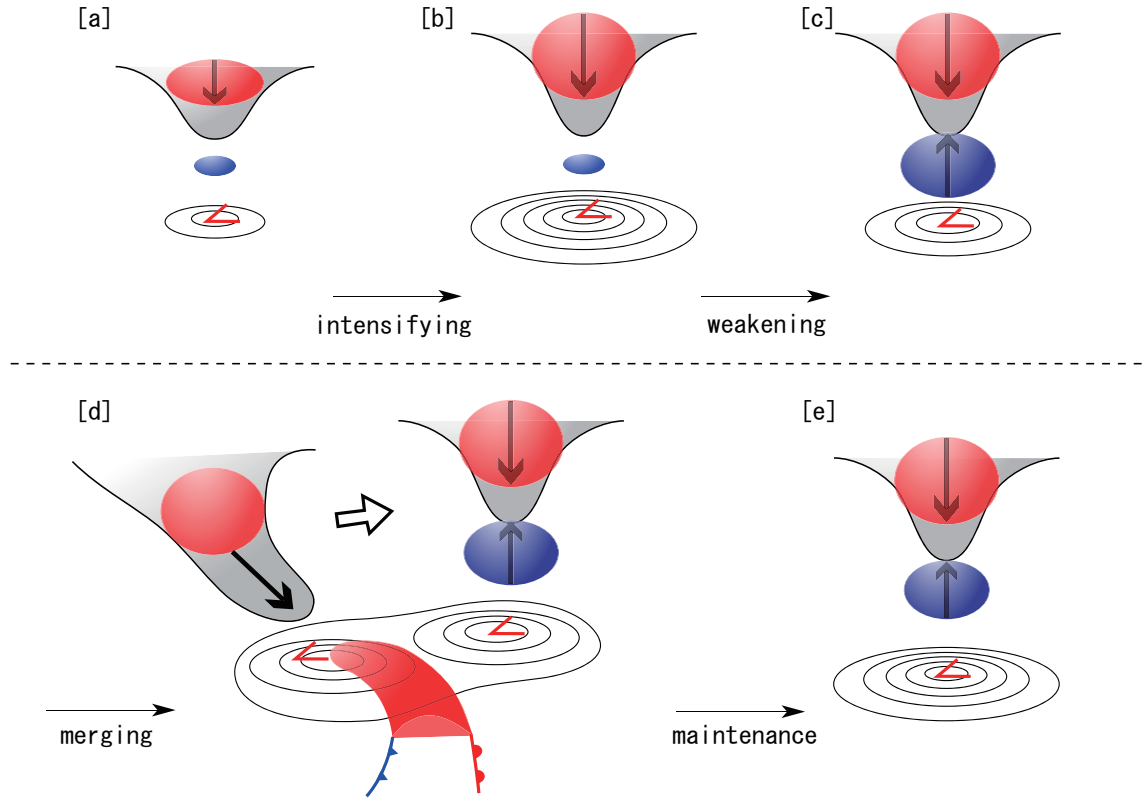 [a]
[b]
[c]
intensifying
weakening
[d]
[e]
merging
maintenance